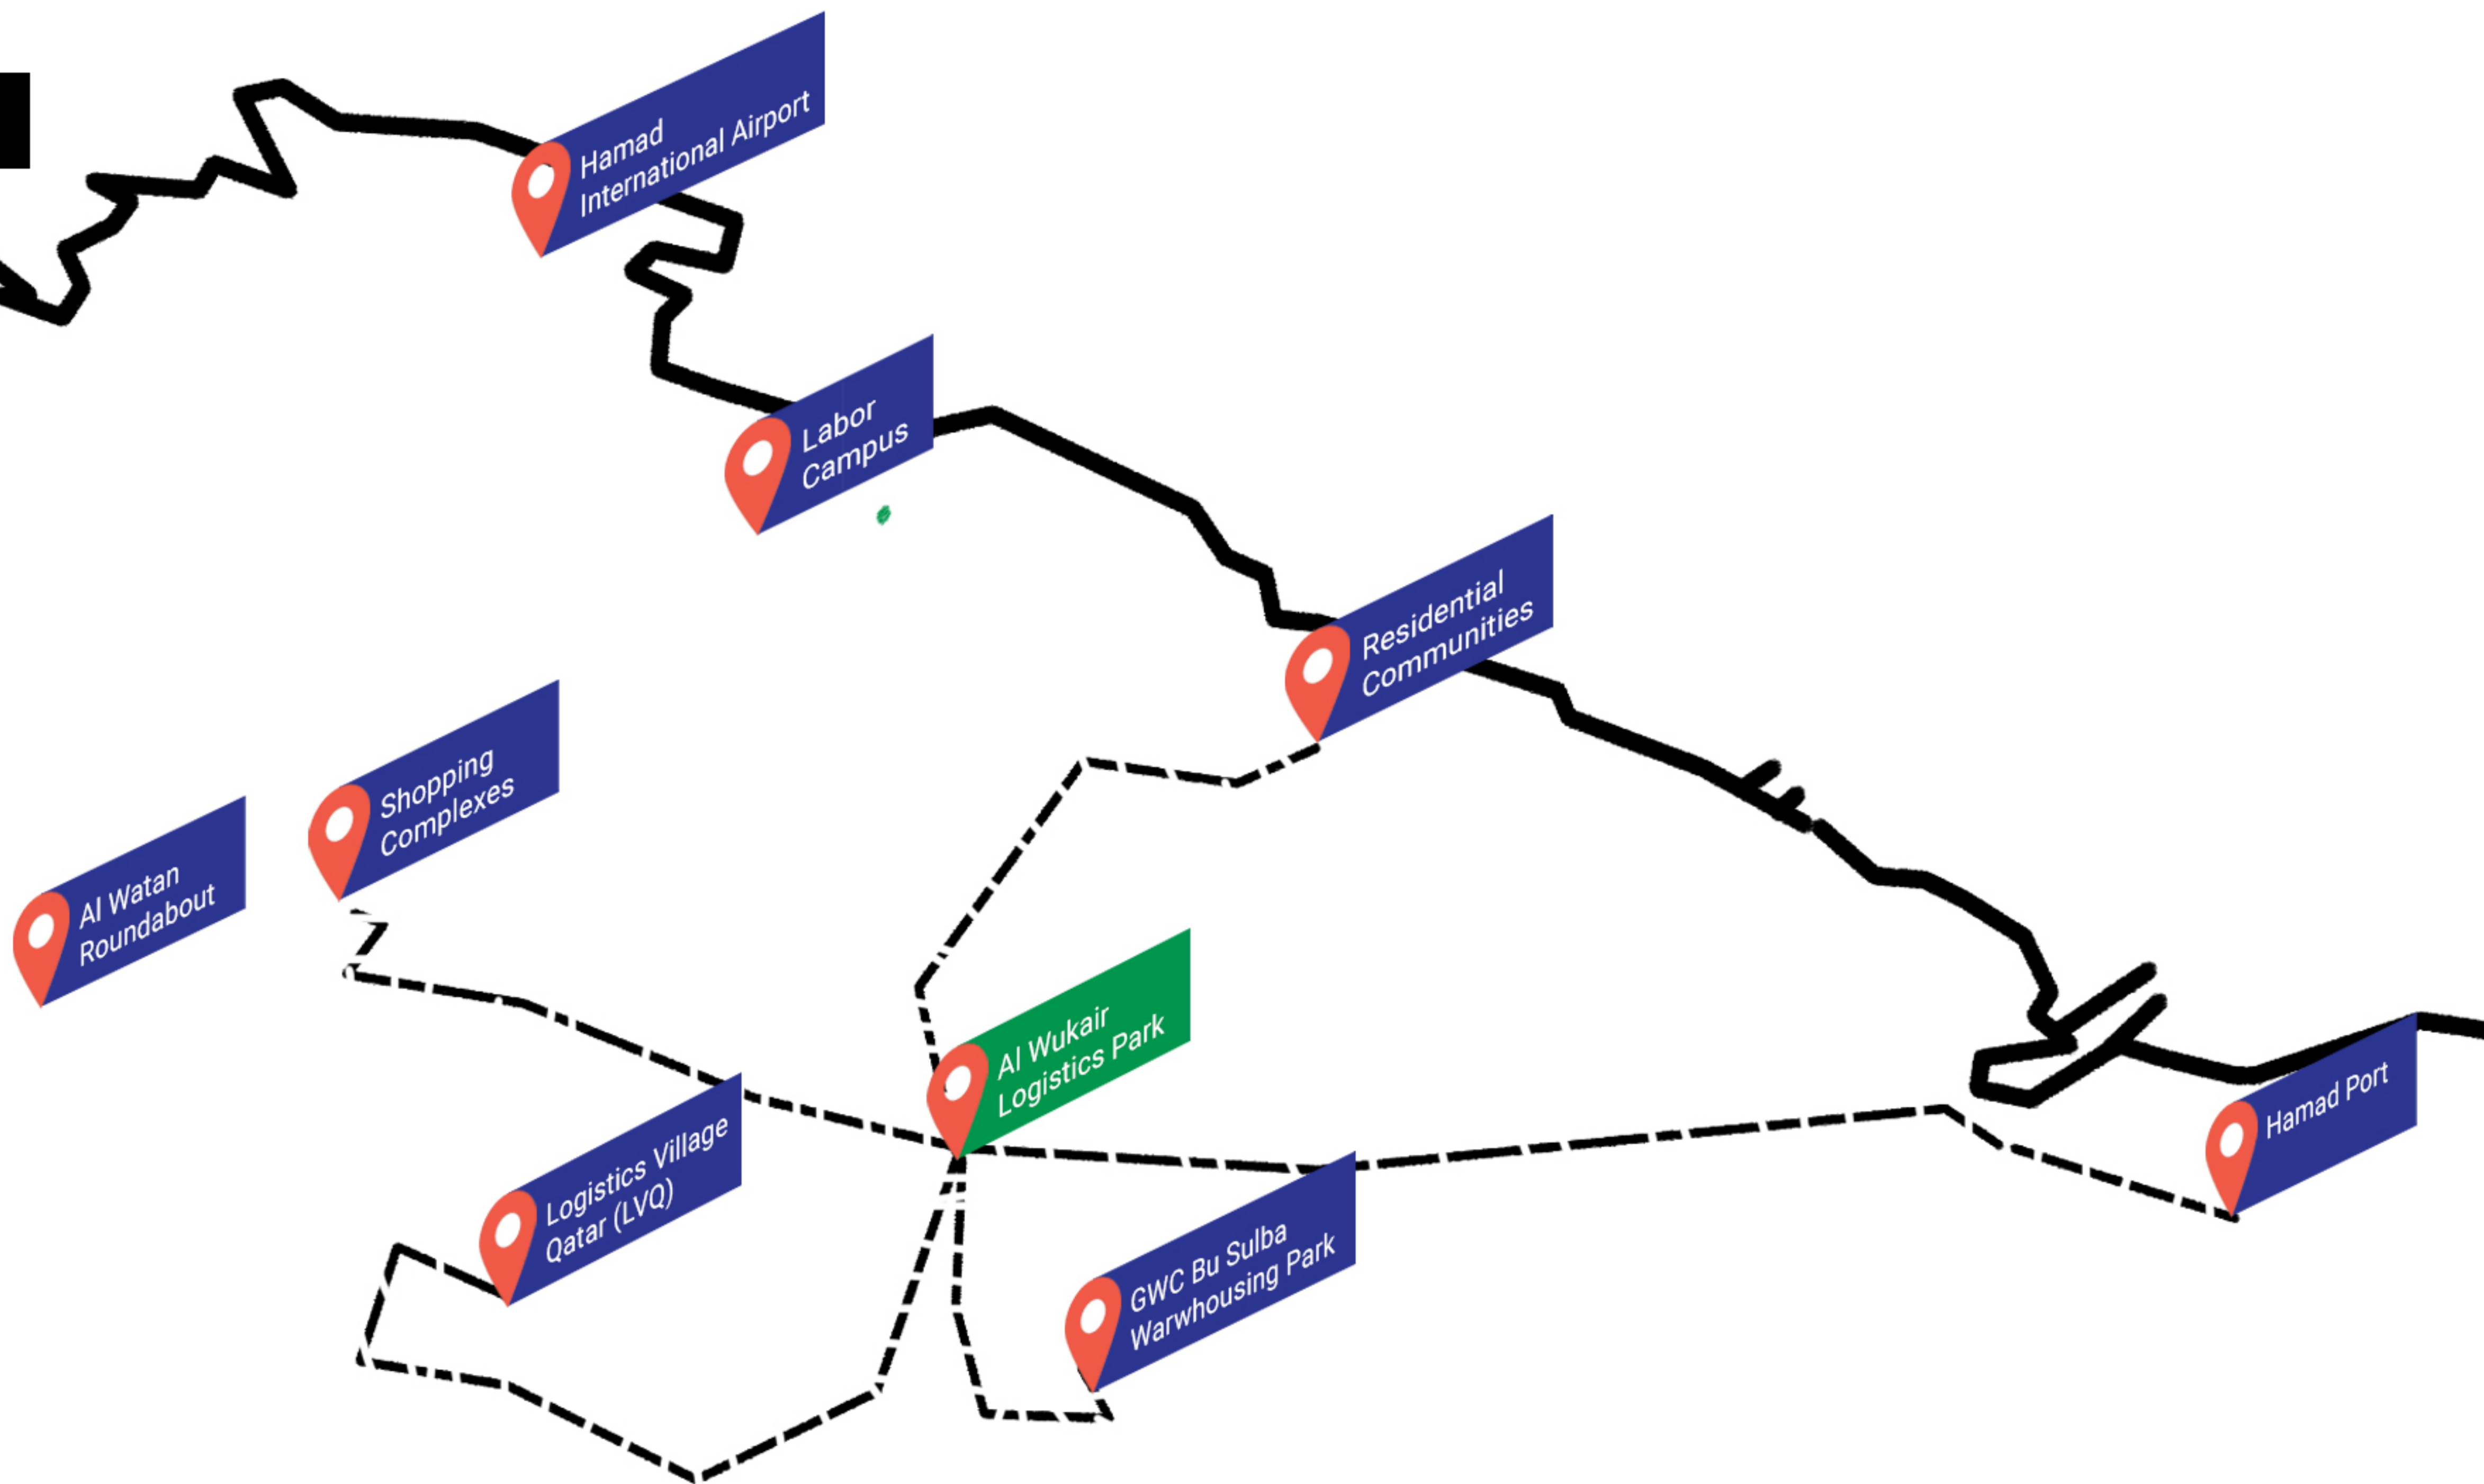 Hamad
International Airport
Labor
Campus
Residential
Communities
Shopping
Complexes
Al Watan
Roundabout
Al Wukair
Logistics Park
Hamad Port
Logistics Village
Qatar (LVQ)
GWC Bu Sulba
Warwhousing Park